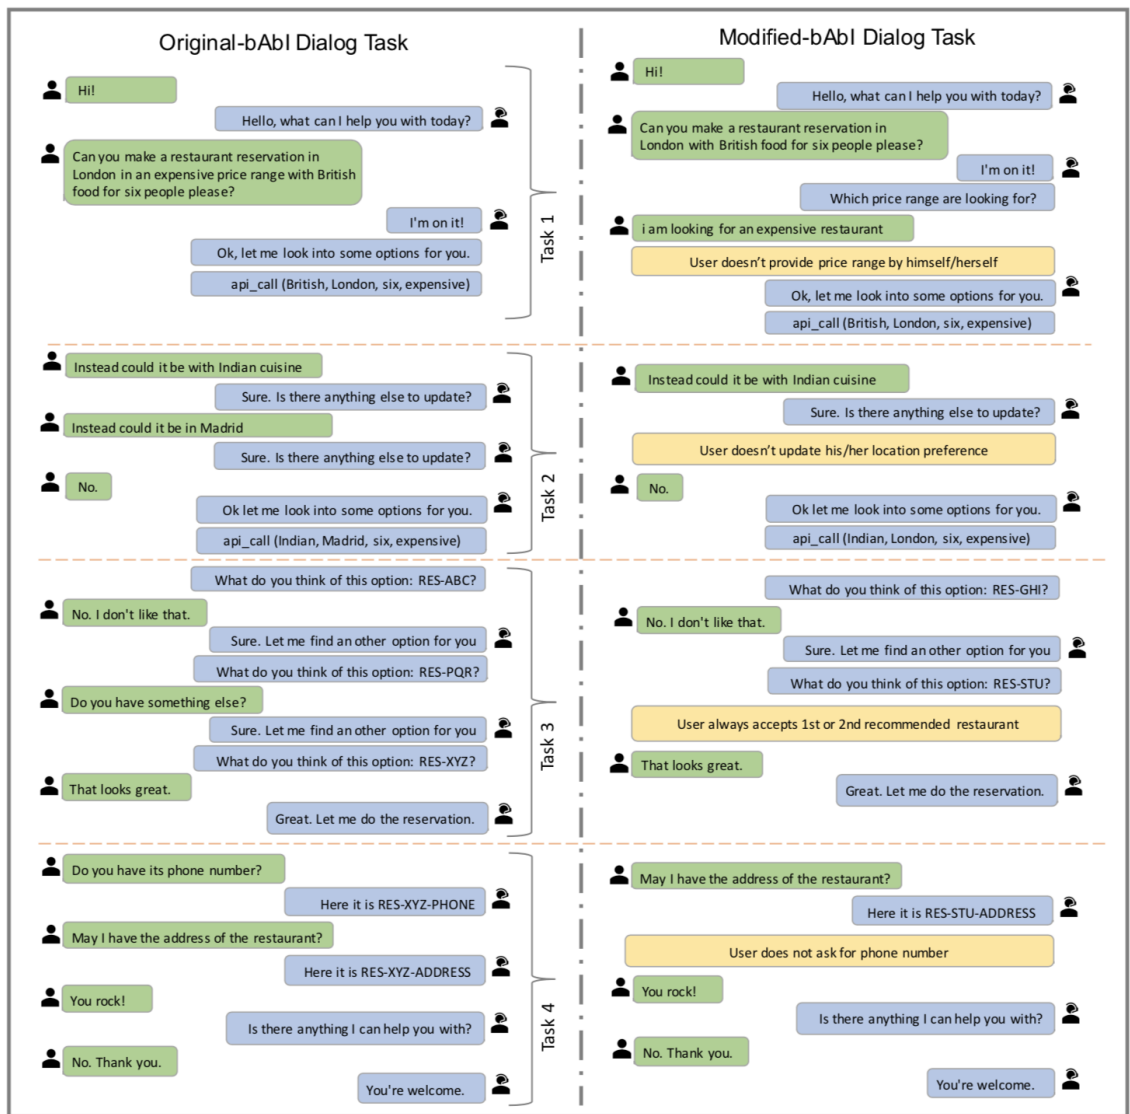 Original-bAbI Dialog Task
Hi!
Hello, what can I help you with today?
Can you make a restaurant reservation in
London in an expensive price range with British
food for six people please?
I'm on it!
Ok, let me look into some options for you.
api_call (British, London, six, expensive)
Task 1
Instead could it be with Indian cuisine
Sure. Is there anything else to update?
Instead could it be in Madrid
Sure. Is there anything else to update?
No.
Ok let me look into some options for you.
api_call (Indian, Madrid, six, expensive)
Task 2
What do you think of this option: RES-ABC?
No. I don't like that.
Sure. Let me find an other option for you
What do you think of this option: RES-PQR?
Do you have something else?
Sure. Let me find an other option for you
What do you think of this option: RES-XYZ?
That looks great.
Great. Let me do the reservation.
Task 3
Do you have its phone number?
Here it is RES-XYZ-PHONE
May I have the address of the restaurant?
Here it is RES-XYZ-ADDRESS
You rock!
Is there anything I can help you with?
No. Thank you.
You're welcome.
Task 4
Modified-bAbI Dialog Task
Hi!
Hello, what can I help you with today?
Can you make a restaurant reservation in
London with British food for six people please?
I'm on it!
Which price range are looking for?
i am looking for an expensive restaurant
User doesn't provide price range by himself/herself
Ok, let me look into some options for you.
api_call (British, London, six, expensive)
Instead could it be with Indian cuisine
Sure. Is there anything else to update?
User doesn't update his/her location preference
No.
Ok let me look into some options for you.
api_call (Indian, London, six, expensive)
What do you think of this option: RES-GHI?
No. I don't like that.
Sure. Let me find an other option for you
What do you think of this option: RES-STU?
User always accepts 1st or 2nd recommended restaurant
That looks great.
Great. Let me do the reservation.
May I have the address of the restaurant?
Here it is RES-STU-ADDRESS
User does not ask for phone number
You rock!
Is there anything I can help you with?
No. Thank you.
You're welcome.